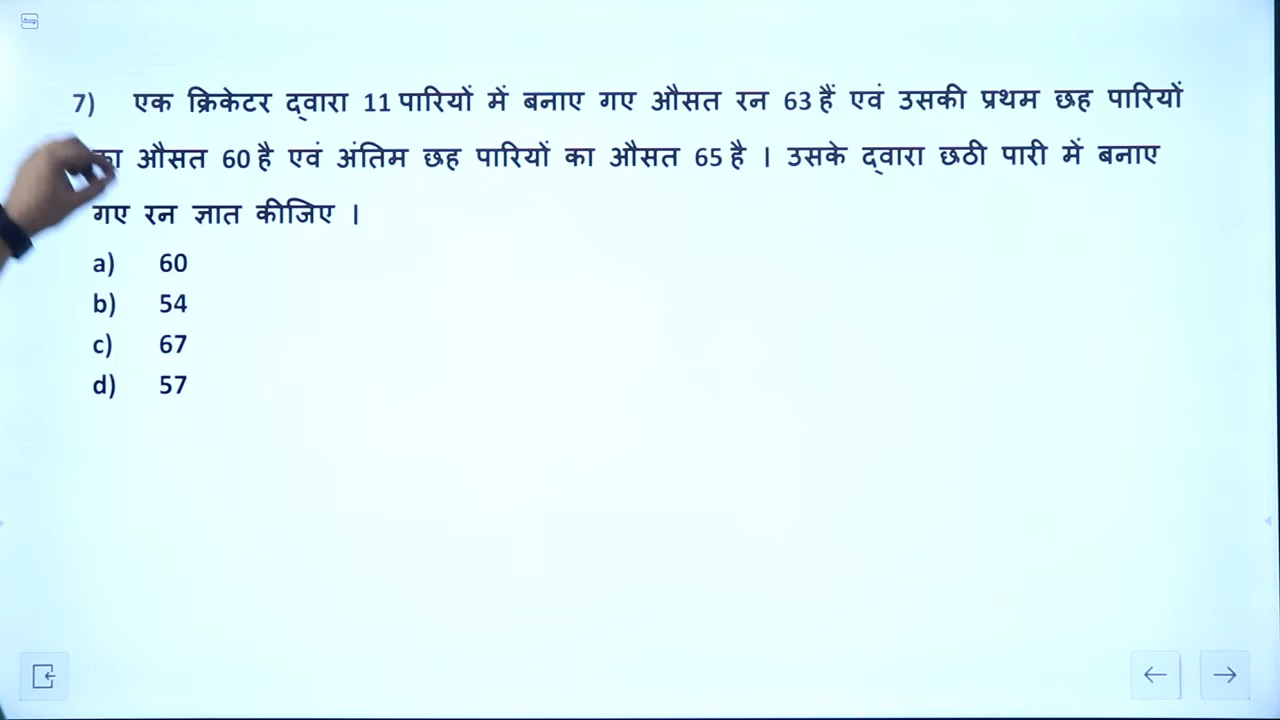 7) एक क्रिकेटर द्वारा 11 पारियों में बनाए गए औसत रन 63 हैं एवं उसकी प्रथम छह पारियों
का औसत 60 है एवं अंतिम छह पारियों का औसत 65 है । उसके द्वारा छठी पारी में बनाए
गए रन ज्ञात कीजिए ।
a) 60
b) 54
c) 67
d) 57